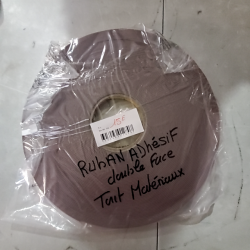 RUbAN AdhésiF
double Face
Tout Matériaux